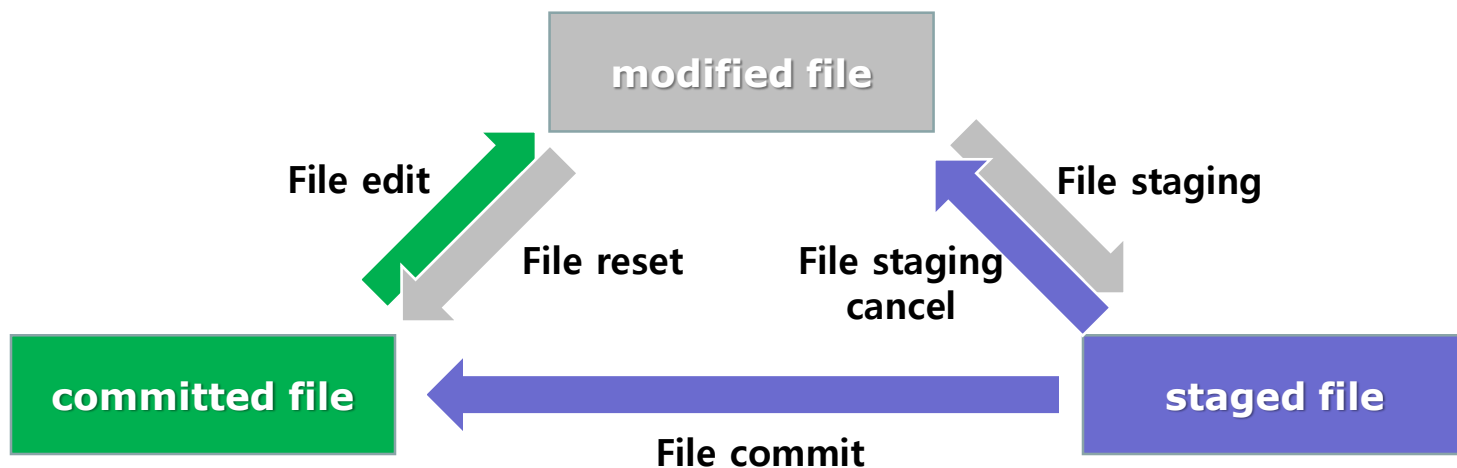 modified file
File edit
File staging
File reset
File staging
cancel
committed file
staged file
File commit